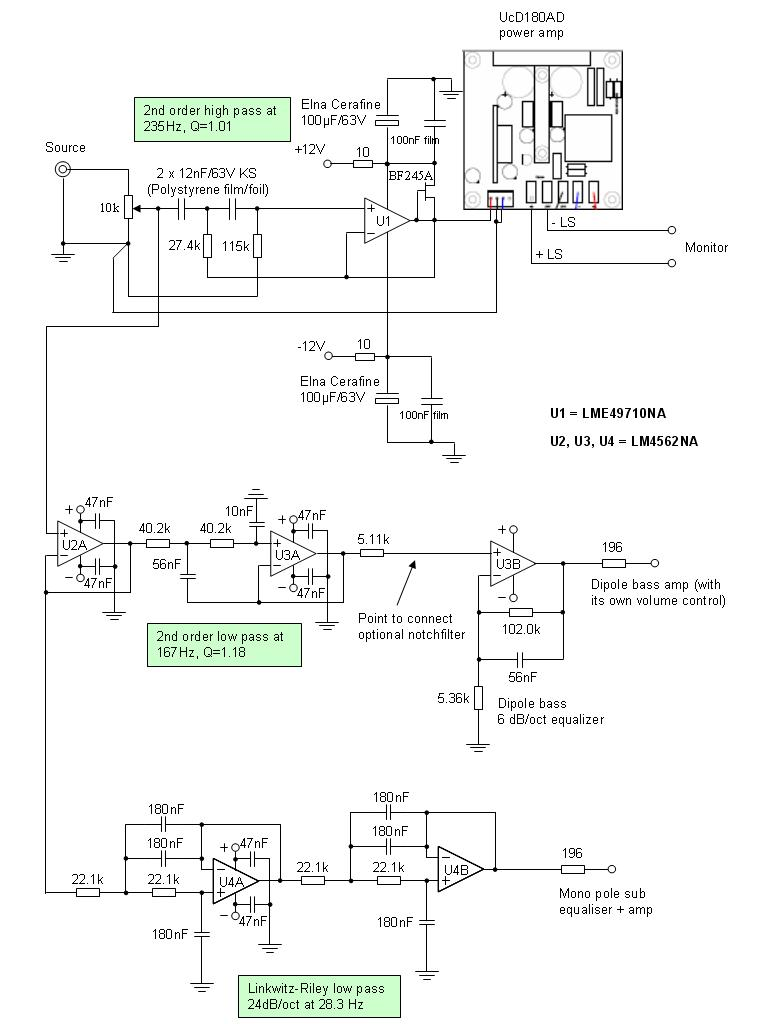 UcD180AD
power amp
2nd order high pass at
235Hz, Q=1.01
Elna Cerafine
100µF/63V
100nF film
+12V
10
BF245A
Source
2 x 12nF/63V KS
(Polystyrene film/foil)
10k
+
−
U1
27.4k
115k
- LS
+ LS
Monitor
-12V
10
Elna Cerafine
100µF/63V
100nF film
U1 = LME49710NA
U2, U3, U4 = LM4562NA
+
47nF
+
−
U2A
−
47nF
40.2k
40.2k
56nF
10nF
+
47nF
+
−
U3A
−
47nF
5.11k
Point to connect
optional notchfilter
+
+
−
U3B
−
196
Dipole bass amp (with
its own volume control)
102.0k
56nF
5.36k
Dipole bass
6 dB/oct equalizer
2nd order low pass at
167Hz, Q=1.18
180nF
180nF
22.1k
22.1k
+
47nF
−
+
U4A
−
47nF
180nF
180nF
180nF
22.1k
22.1k
−
+
U4B
180nF
196
Mono pole sub
equaliser + amp
Linkwitz-Riley low pass
24dB/oct at 28.3 Hz